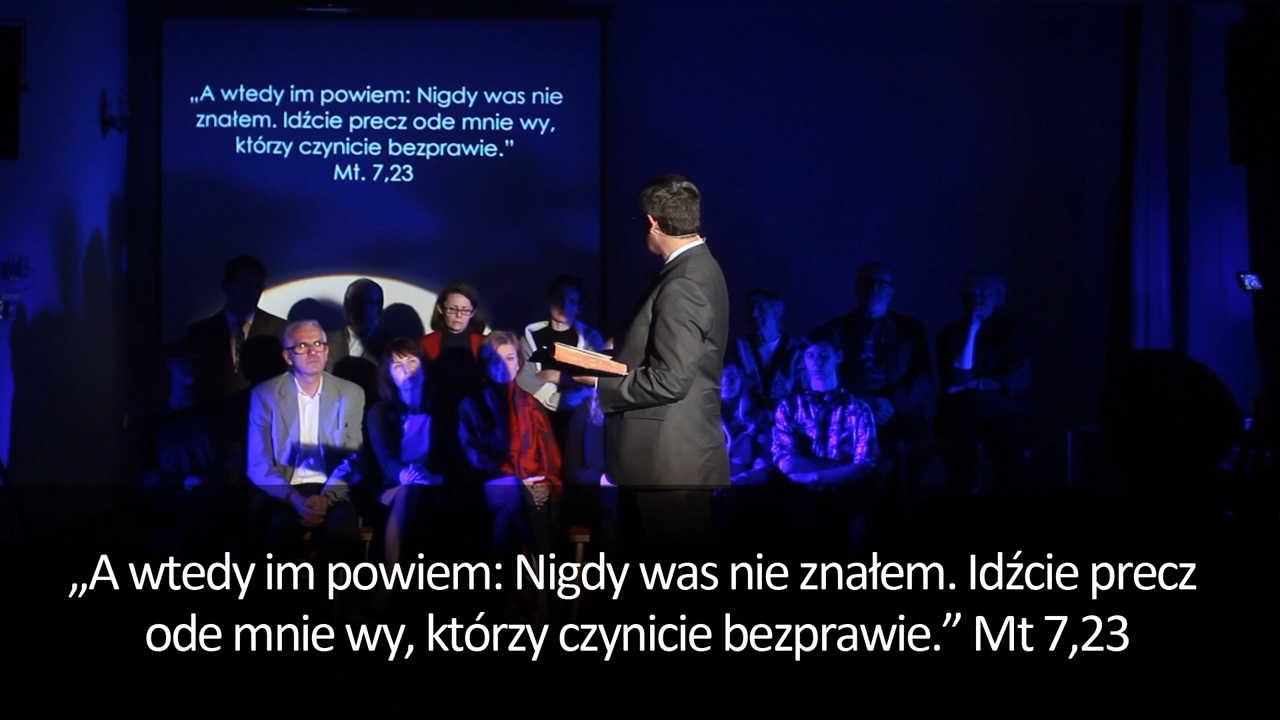 „A wtedy im powiem: Nigdy was nie
znałem. Idźcie precz ode mnie wy,
którzy czynicie bezprawie.”
Mt. 7,23
„A wtedy im powiem: Nigdy was nie znałem. Idźcie precz
ode mnie wy, którzy czynicie bezprawie.” Mt 7,23